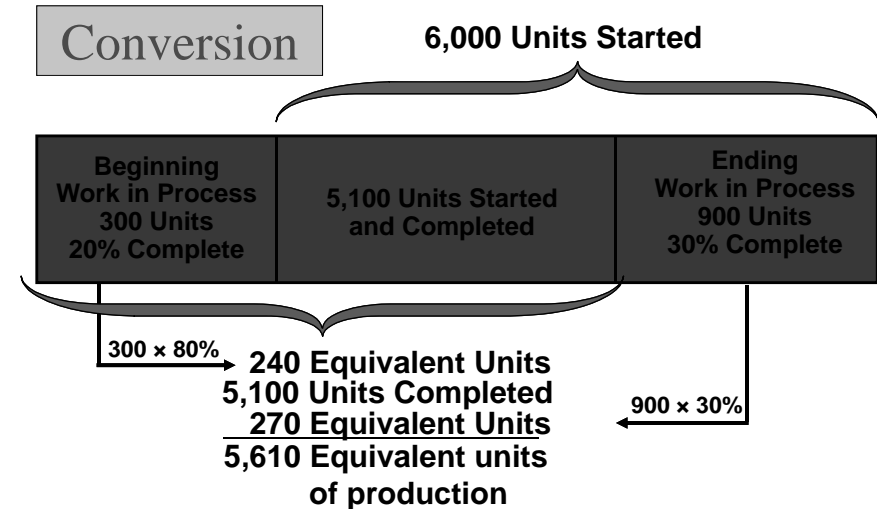 Conversion
6,000 Units Started
Beginning
Work in Process
300 Units
20% Complete
5,100 Units Started
and Completed
Ending
Work in Process
900 Units
30% Complete
300 × 80%
240 Equivalent Units
5,100 Units Completed
270 Equivalent Units
900 × 30%
5,610 Equivalent units
of production